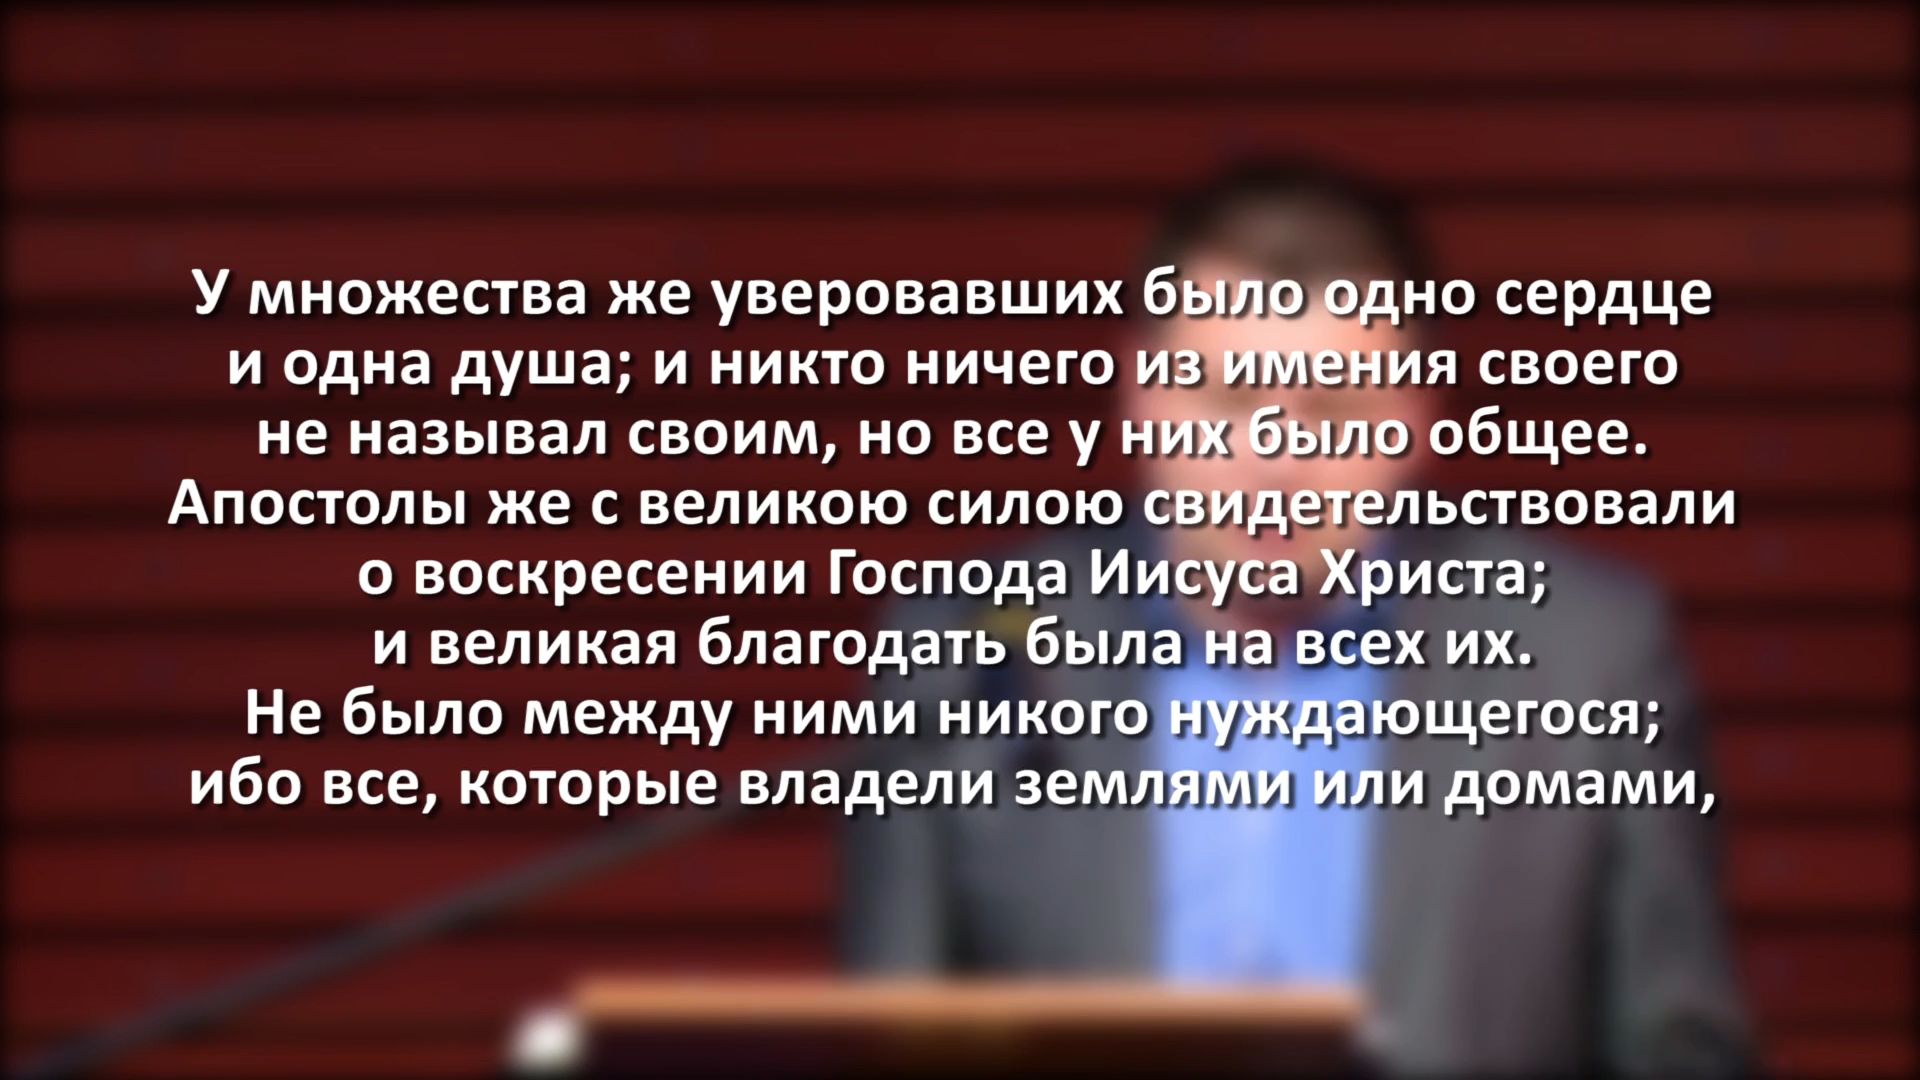 У множества же уверовавших было одно сердце
и одна душа; и никто ничего из имения своего
не называл своим, но все у них было общее.
Апостолы же с великою силою свидетельствовали
о воскресении Господа Иисуса Христа;
и великая благодать была на всех их.
Не было между ними никого нуждающегося;
ибо все, которые владели землями или домами,